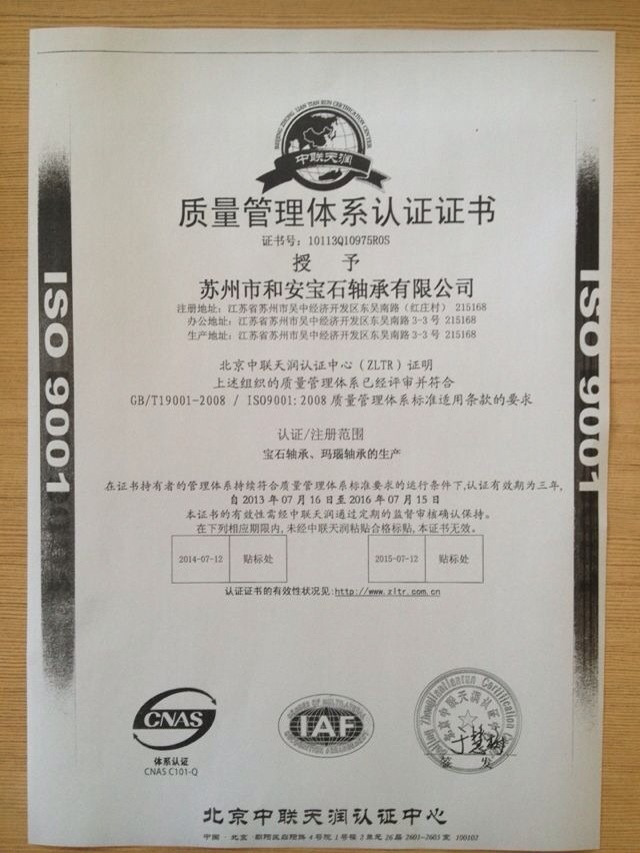 BEIJING ZHONG LIAN TIAN RUN CERTIFICATION CENTER
中联天润
质量管理体系认证证书
证书号: 10113Q10975R0S
授 予
苏州市和安宝石轴承有限公司
注册地址: 江苏省苏州市吴中经济开发区东吴南路（红庄村） 215168
办公地址: 江苏省苏州市吴中经济开发区东吴南路 3-3 号 215168
生产地址: 江苏省苏州市吴中经济开发区东吴南路 3-3 号 215168
ISO 9001
ISO 9001
北京中联天润认证中心(ZLTR)证明
上述组织的质量管理体系已经评审并符合
GB/T19001-2008 / ISO9001:2008 质量管理体系标准适用条款的要求
认证/注册范围
宝石轴承、玛瑙轴承的生产
在证书持有者的管理体系持续符合质量管理体系标准要求的运行条件下,认证有效期为三年,
自 2013 年 07 月 16 日至 2016 年 07 月 15 日
本证书的有效性需经中联天润通过定期的监督审核确认保持。
在下列相应期限内,未经中联天润粘贴合格标贴,本证书无效。
2014-07-12 贴标处 2015-07-12 贴标处
认证证书的有效性状况见:http://www.zltr.com.cn
CNAS
体系认证
CNAS C101-Q
IAF
签 发
北京中联天润认证中心